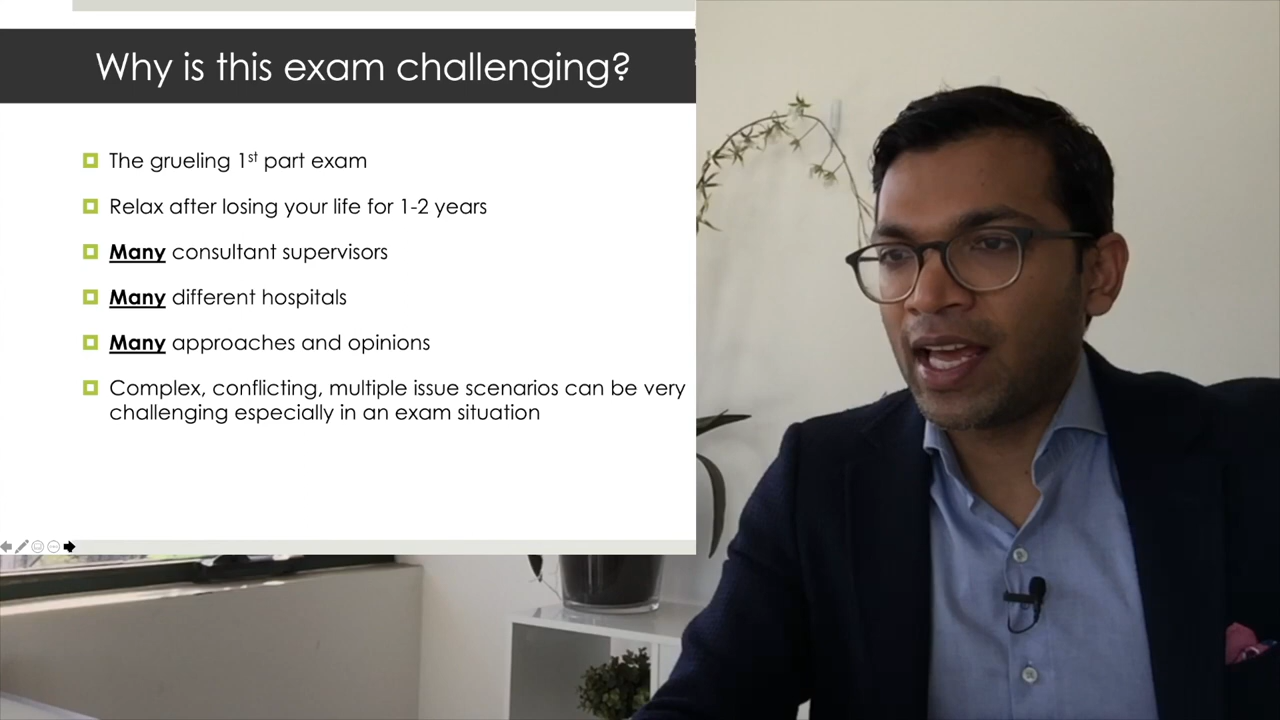 Why is this exam challenging?
The grueling 1st part exam
Relax after losing your life for 1-2 years
Many consultant supervisors
Many different hospitals
Many approaches and opinions
Complex, conflicting, multiple issue scenarios can be very
challenging especially in an exam situation